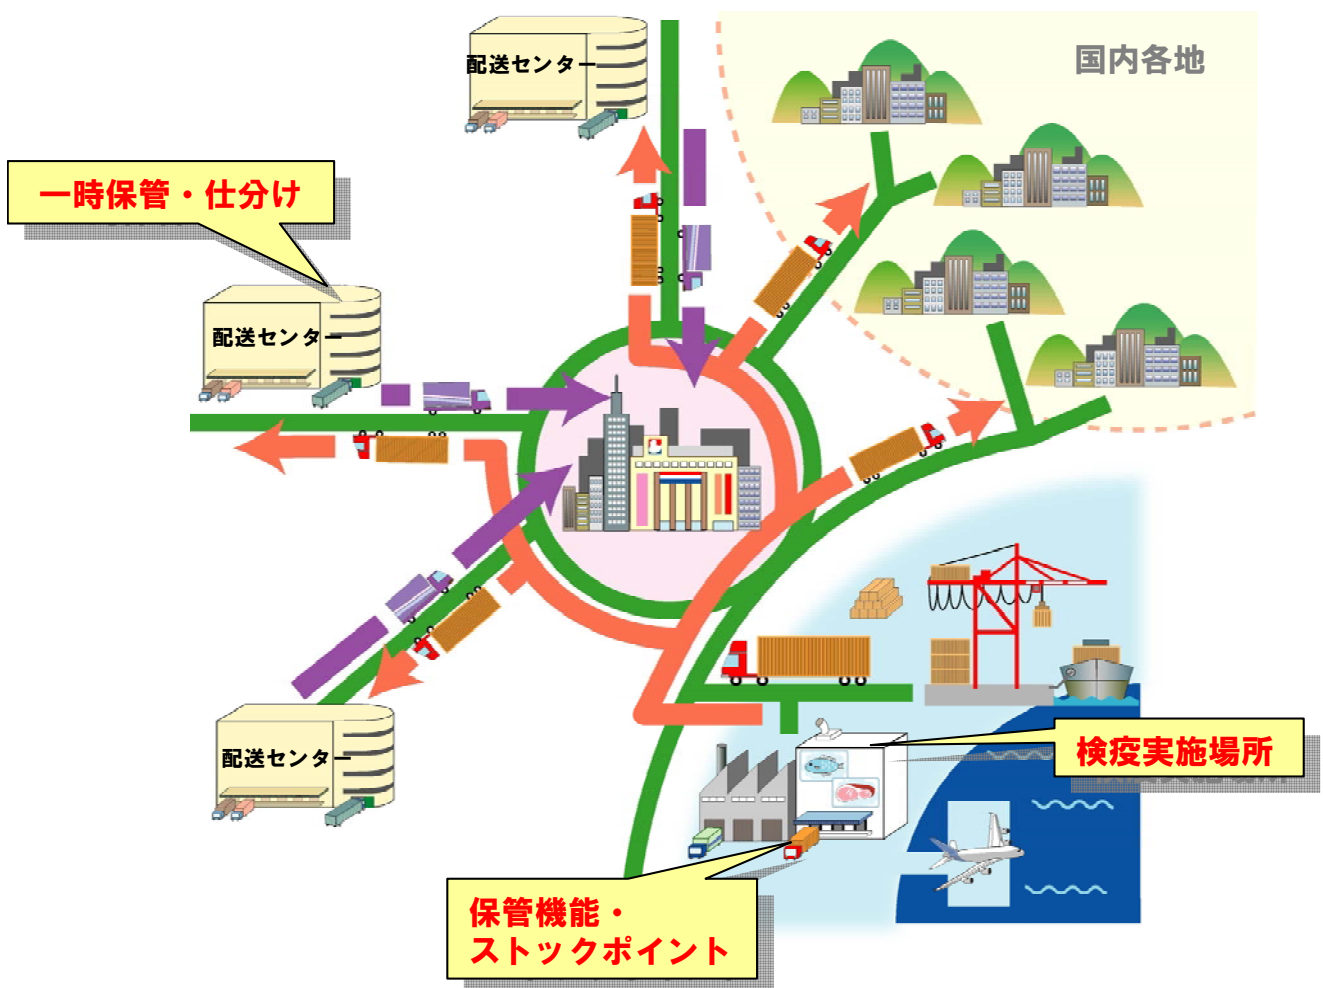 配送センター
国内各地
一時保管・仕分け
配送センター
配送センター
検疫実施場所
保管機能・
ストックポイント